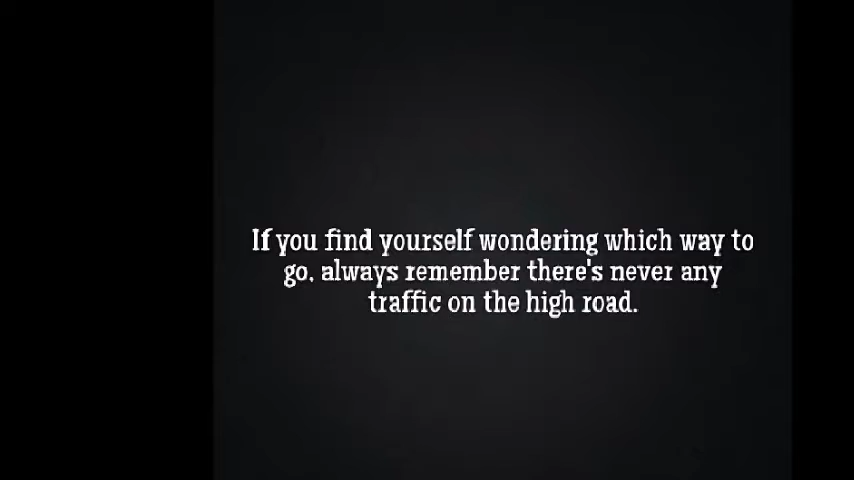 If you find yourself wondering which way to
go, always remember there's never any
traffic on the high road.